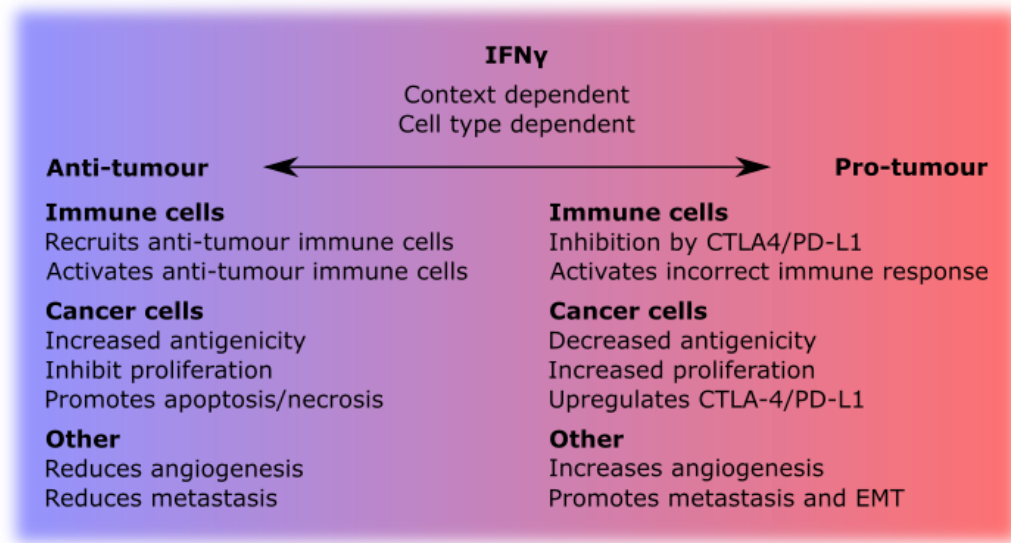 IFNγ
Context dependent
Cell type dependent
Anti-tumour
Pro-tumour
Immune cells
Recruits anti-tumour immune cells
Activates anti-tumour immune cells
Cancer cells
Increased antigenicity
Inhibit proliferation
Promotes apoptosis/necrosis
Other
Reduces angiogenesis
Reduces metastasis
Immune cells
Inhibition by CTLA4/PD-L1
Activates incorrect immune response
Cancer cells
Decreased antigenicity
Increased proliferation
Upregulates CTLA-4/PD-L1
Other
Increases angiogenesis
Promotes metastasis and EMT